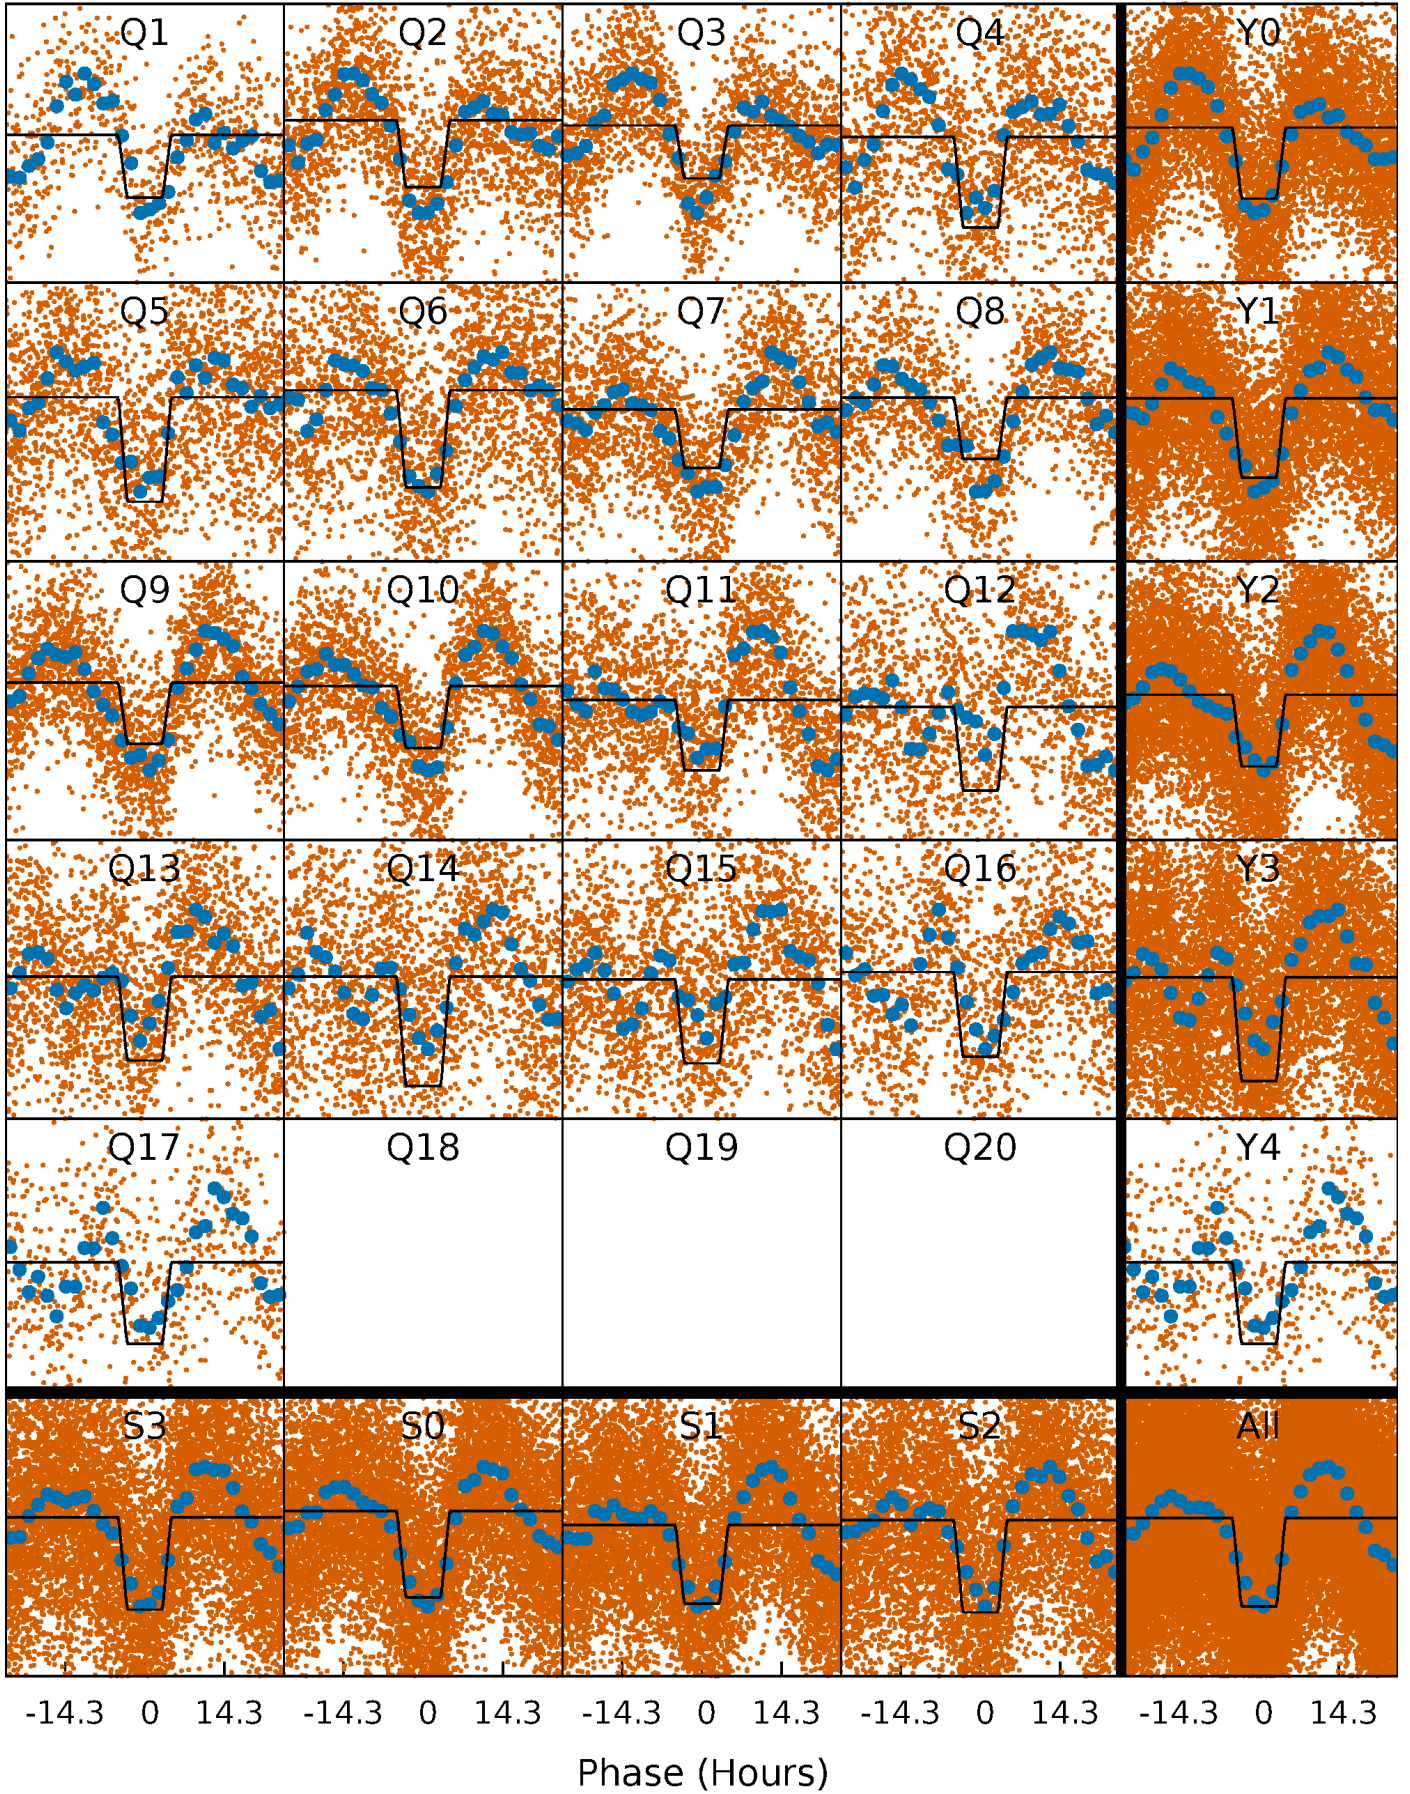 Q1 Q2 Q3 Q4 Y0
Q5 Q6 Q7 Q8 Y1
Q9 Q10 Q11 Q12 Y2
Q13 Q14 Q15 Q16 Y3
Q17 Q18 Q19 Q20 Y4
S3 S0 S1 S2 All
-14.3 0 14.3 -14.3 0 14.3 -14.3 0 14.3 -14.3 0 14.3 -14.3 0 14.3
Phase (Hours)